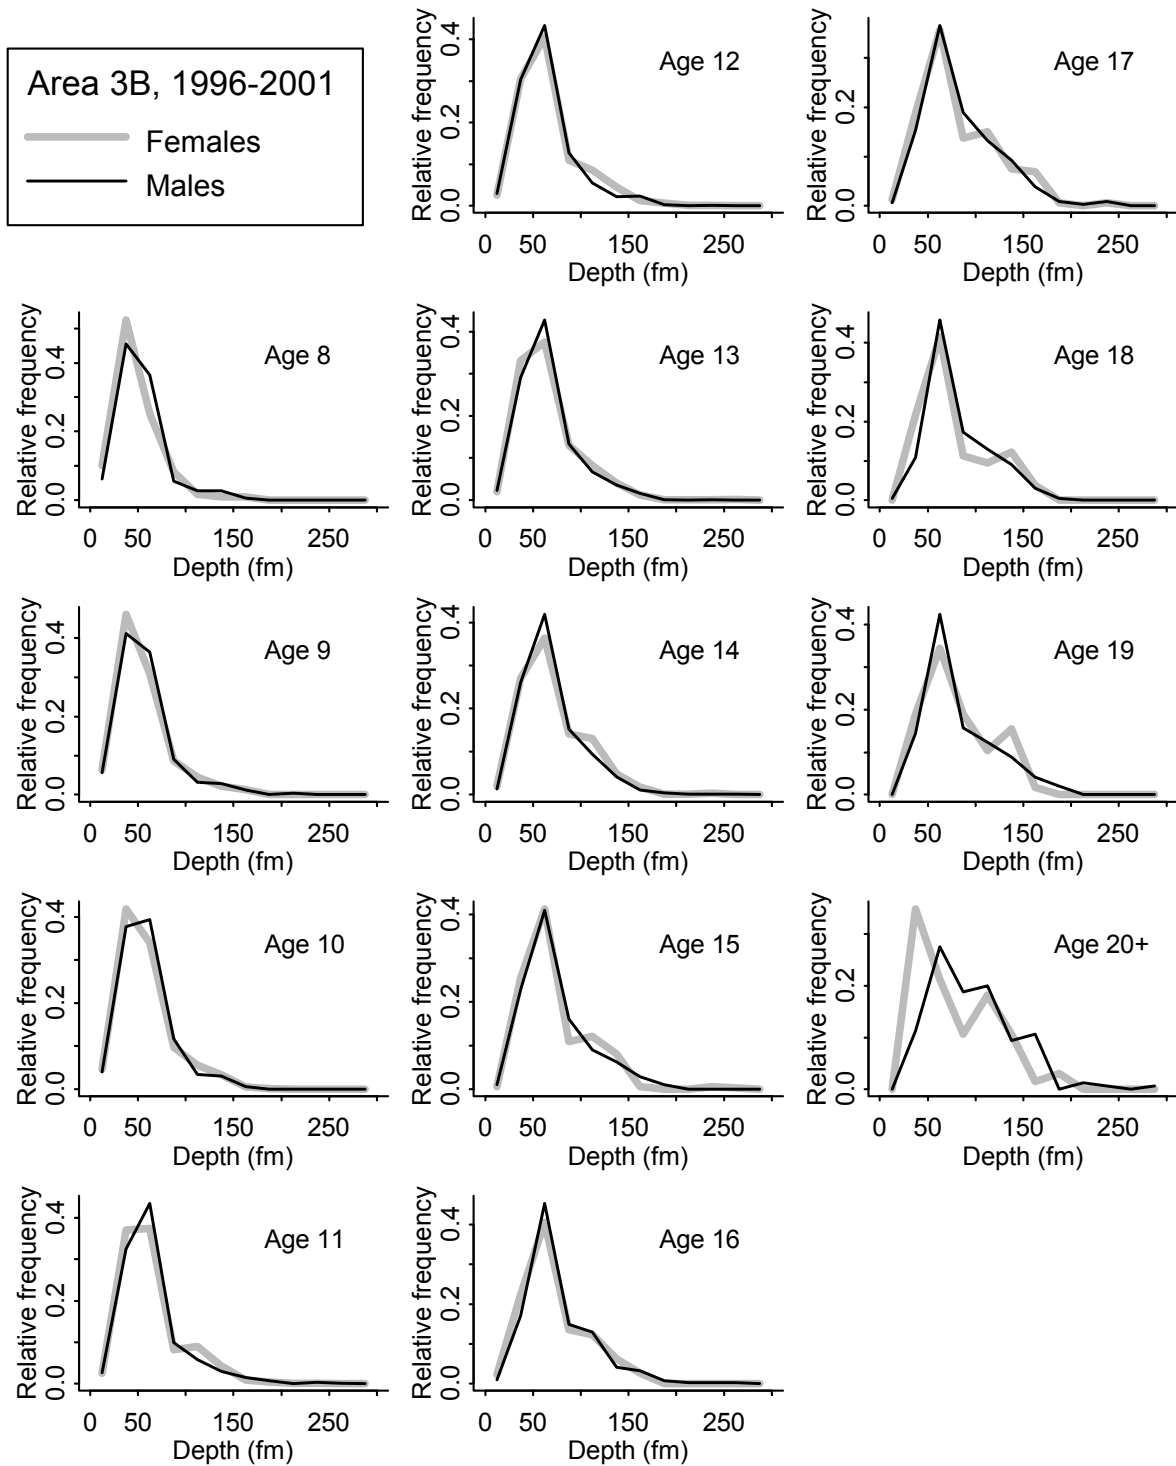 Area 3B, 1996-2001
Females
Males
Relative frequency
0.0 0.2 0.4
Age 12
0 50 150 250
Depth (fm)
Relative frequency
0.0 0.2
Age 17
0 50 150 250
Depth (fm)
Relative frequency
0.0 0.2 0.4
Age 8
0 50 150 250
Depth (fm)
Relative frequency
0.0 0.2 0.4
Age 13
0 50 150 250
Depth (fm)
Relative frequency
0.0 0.2 0.4
Age 18
0 50 150 250
Depth (fm)
Relative frequency
0.0 0.2 0.4
Age 9
0 50 150 250
Depth (fm)
Relative frequency
0.0 0.2 0.4
Age 14
0 50 150 250
Depth (fm)
Relative frequency
0.0 0.2 0.4
Age 19
0 50 150 250
Depth (fm)
Relative frequency
0.0 0.2 0.4
Age 10
0 50 150 250
Depth (fm)
Relative frequency
0.0 0.2 0.4
Age 15
0 50 150 250
Depth (fm)
Relative frequency
0.0 0.2
Age 20+
0 50 150 250
Depth (fm)
Relative frequency
0.0 0.2 0.4
Age 11
0 50 150 250
Depth (fm)
Relative frequency
0.0 0.2 0.4
Age 16
0 50 150 250
Depth (fm)